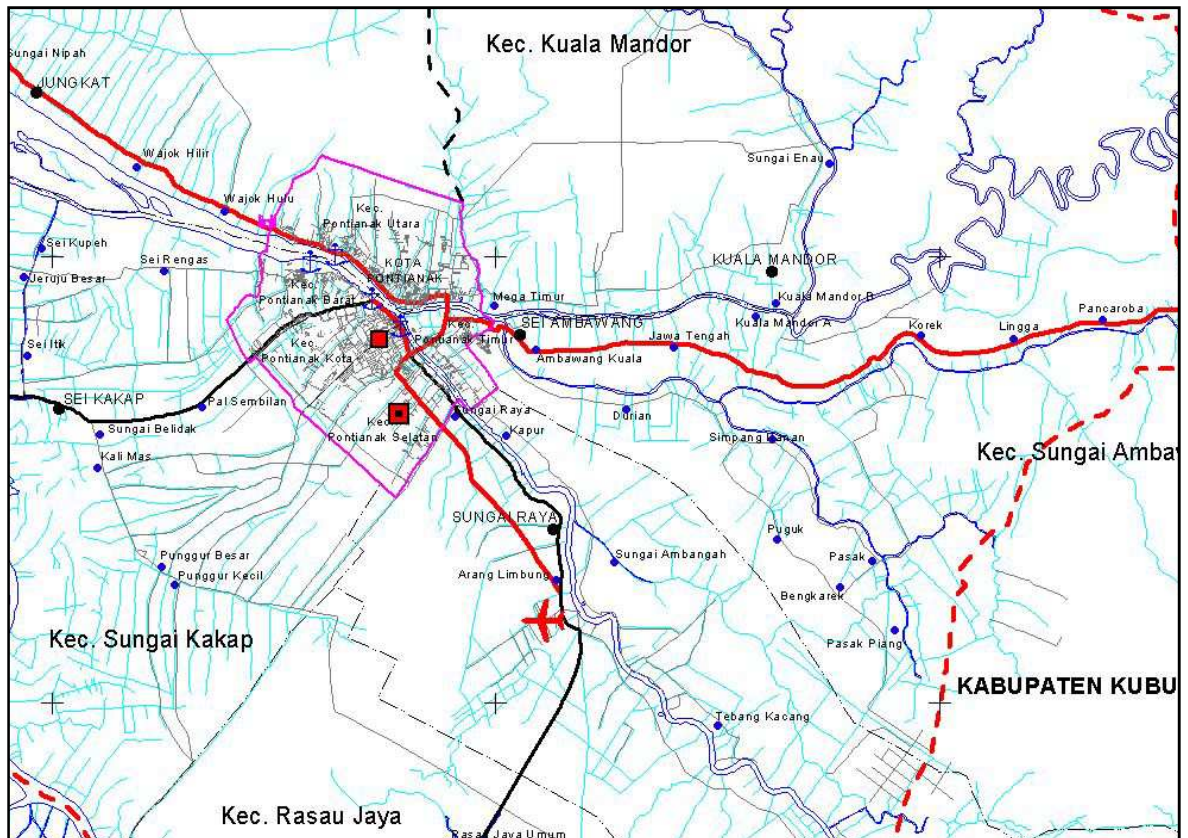 Kec. Kuala Mandor
Sungai Nipah
JUNGKAT
Wajok Hilir
Sungai Enau
Wajok Hulu
Kec.
Pontianak Utara
Sei Kupeh
Sei Rengas
KOTA
PONTIANAK
KUALA MANDOR
Jeruju Besar
Kec.
Pontianak Barat
Mega Timur
Kuala Mandor B
Kuala Mandor A
Pancaroba
Kec.
Pontianak Timur
SEI AMBAWANG
Jawa Tengah
Korek
Lingga
Sei Itik
Kec.
Pontianak Kota
Ambawang Kuala
SEI KAKAP
Pal Sembilan
Sungai Raya
Durian
Sungai Belidak
Kec.
Pontianak Selatan
Kapur
Simpang Kanan
Kali Mas
Kec. Sungai Ambaw
SUNGAI RAYA
Puguk
Punggur Besar
Sungai Ambangah
Pasak
Punggur Kecil
Arang Limbung
Bengkarek
Kec. Sungai Kakap
Pasak Piang
KABUPATEN KUBU
Tebang Kacang
Kec. Rasau Jaya
Rasau Jaya Umum